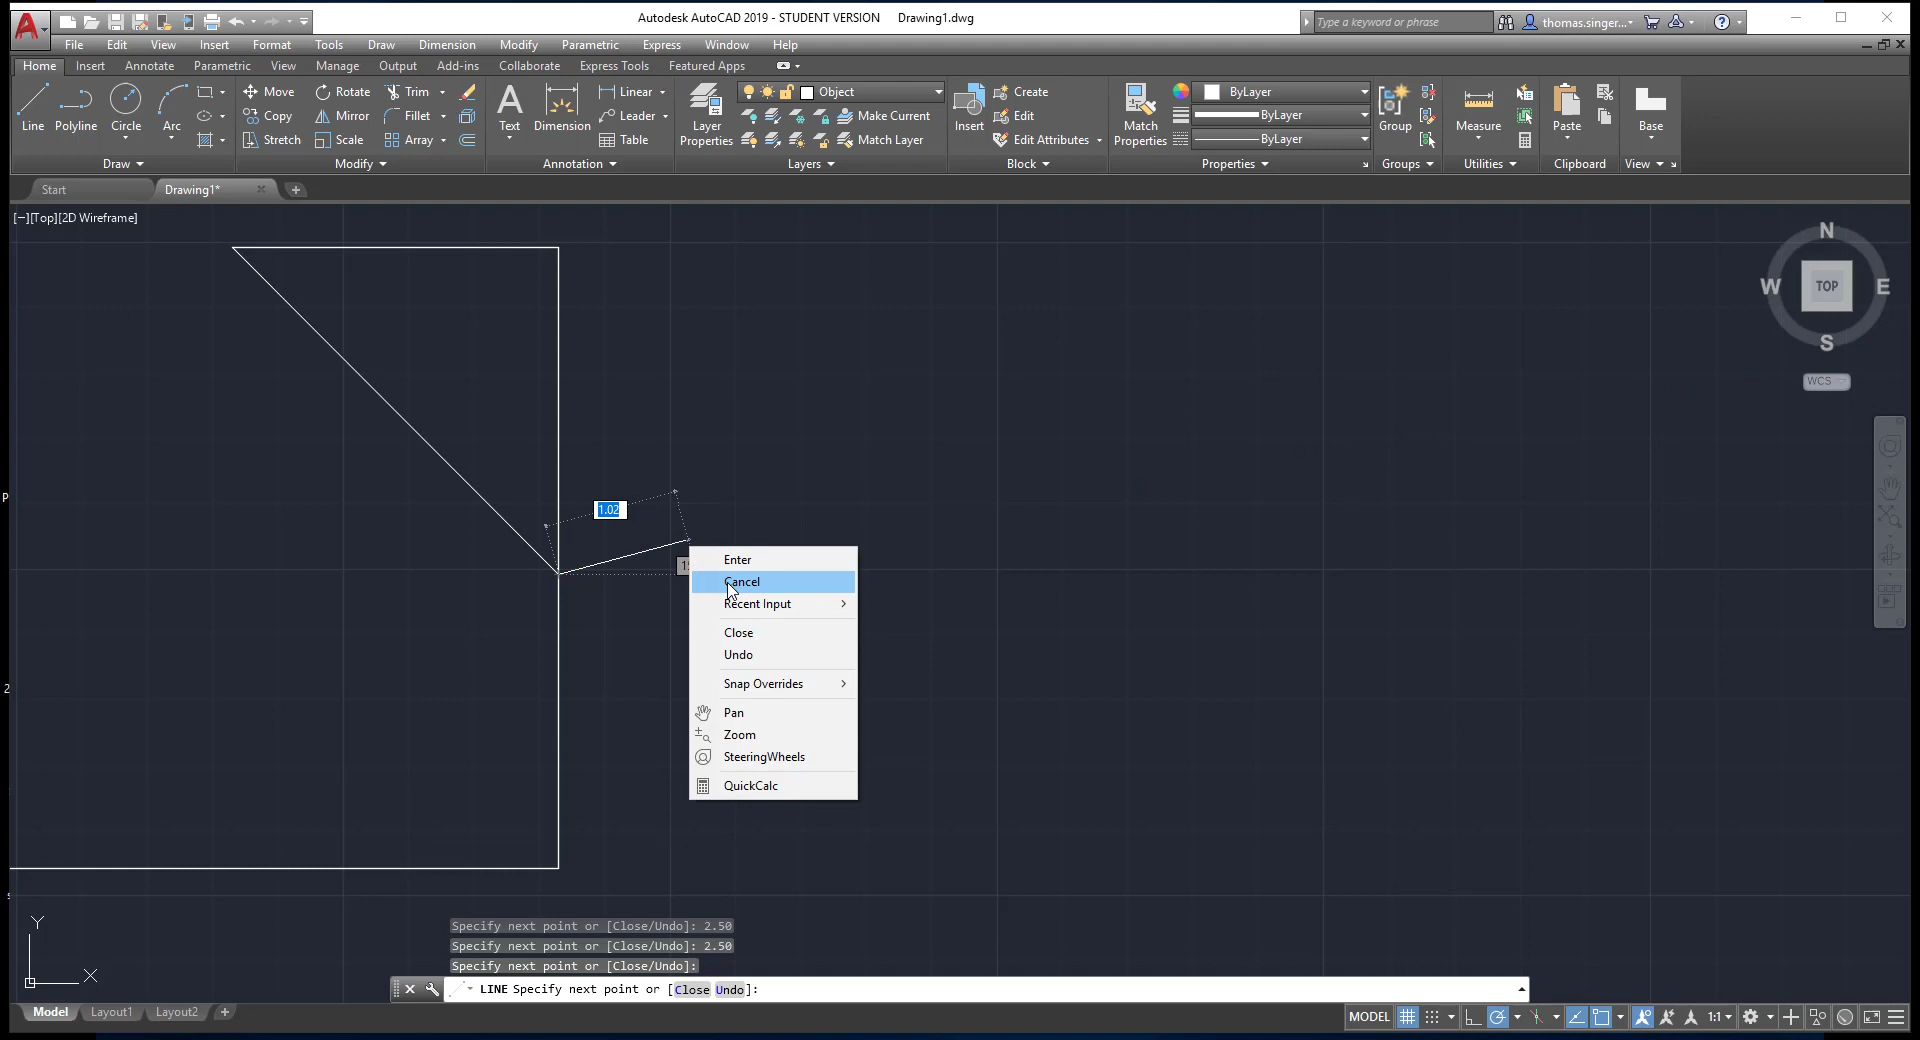 Autodesk AutoCAD 2019 - STUDENT VERSION Drawing1.dwg
Type a keyword or phrase
thomas.singer...
File Edit View Insert Format Tools Draw Dimension Modify Parametric Express Window Help
Home Insert Annotate Parametric View Manage Output Add-ins Collaborate Express Tools Featured Apps
Line Polyline Circle Arc
Move Rotate Trim
Copy Mirror Fillet
Stretch Scale Array
Text Dimension
Linear
Leader
Table
Layer Properties
Object
Make Current
Match Layer
Insert
Create
Edit
Edit Attributes
Match Properties
ByLayer
ByLayer
ByLayer
Group
Measure
Paste
Base
Draw Modify Annotation Layers Block Properties Groups Utilities Clipboard View
Start Drawing1*
[−][Top][2D Wireframe]
N
W TOP E
S
WCS
P
2
1.02
Enter
Cancel
Recent Input
Close
Undo
Snap Overrides
Pan
Zoom
SteeringWheels
QuickCalc
Y
X
Specify next point or [Close/Undo]: 2.50
Specify next point or [Close/Undo]: 2.50
Specify next point or [Close/Undo]:
LINE Specify next point or [Close Undo]:
Model Layout1 Layout2
MODEL 1:1